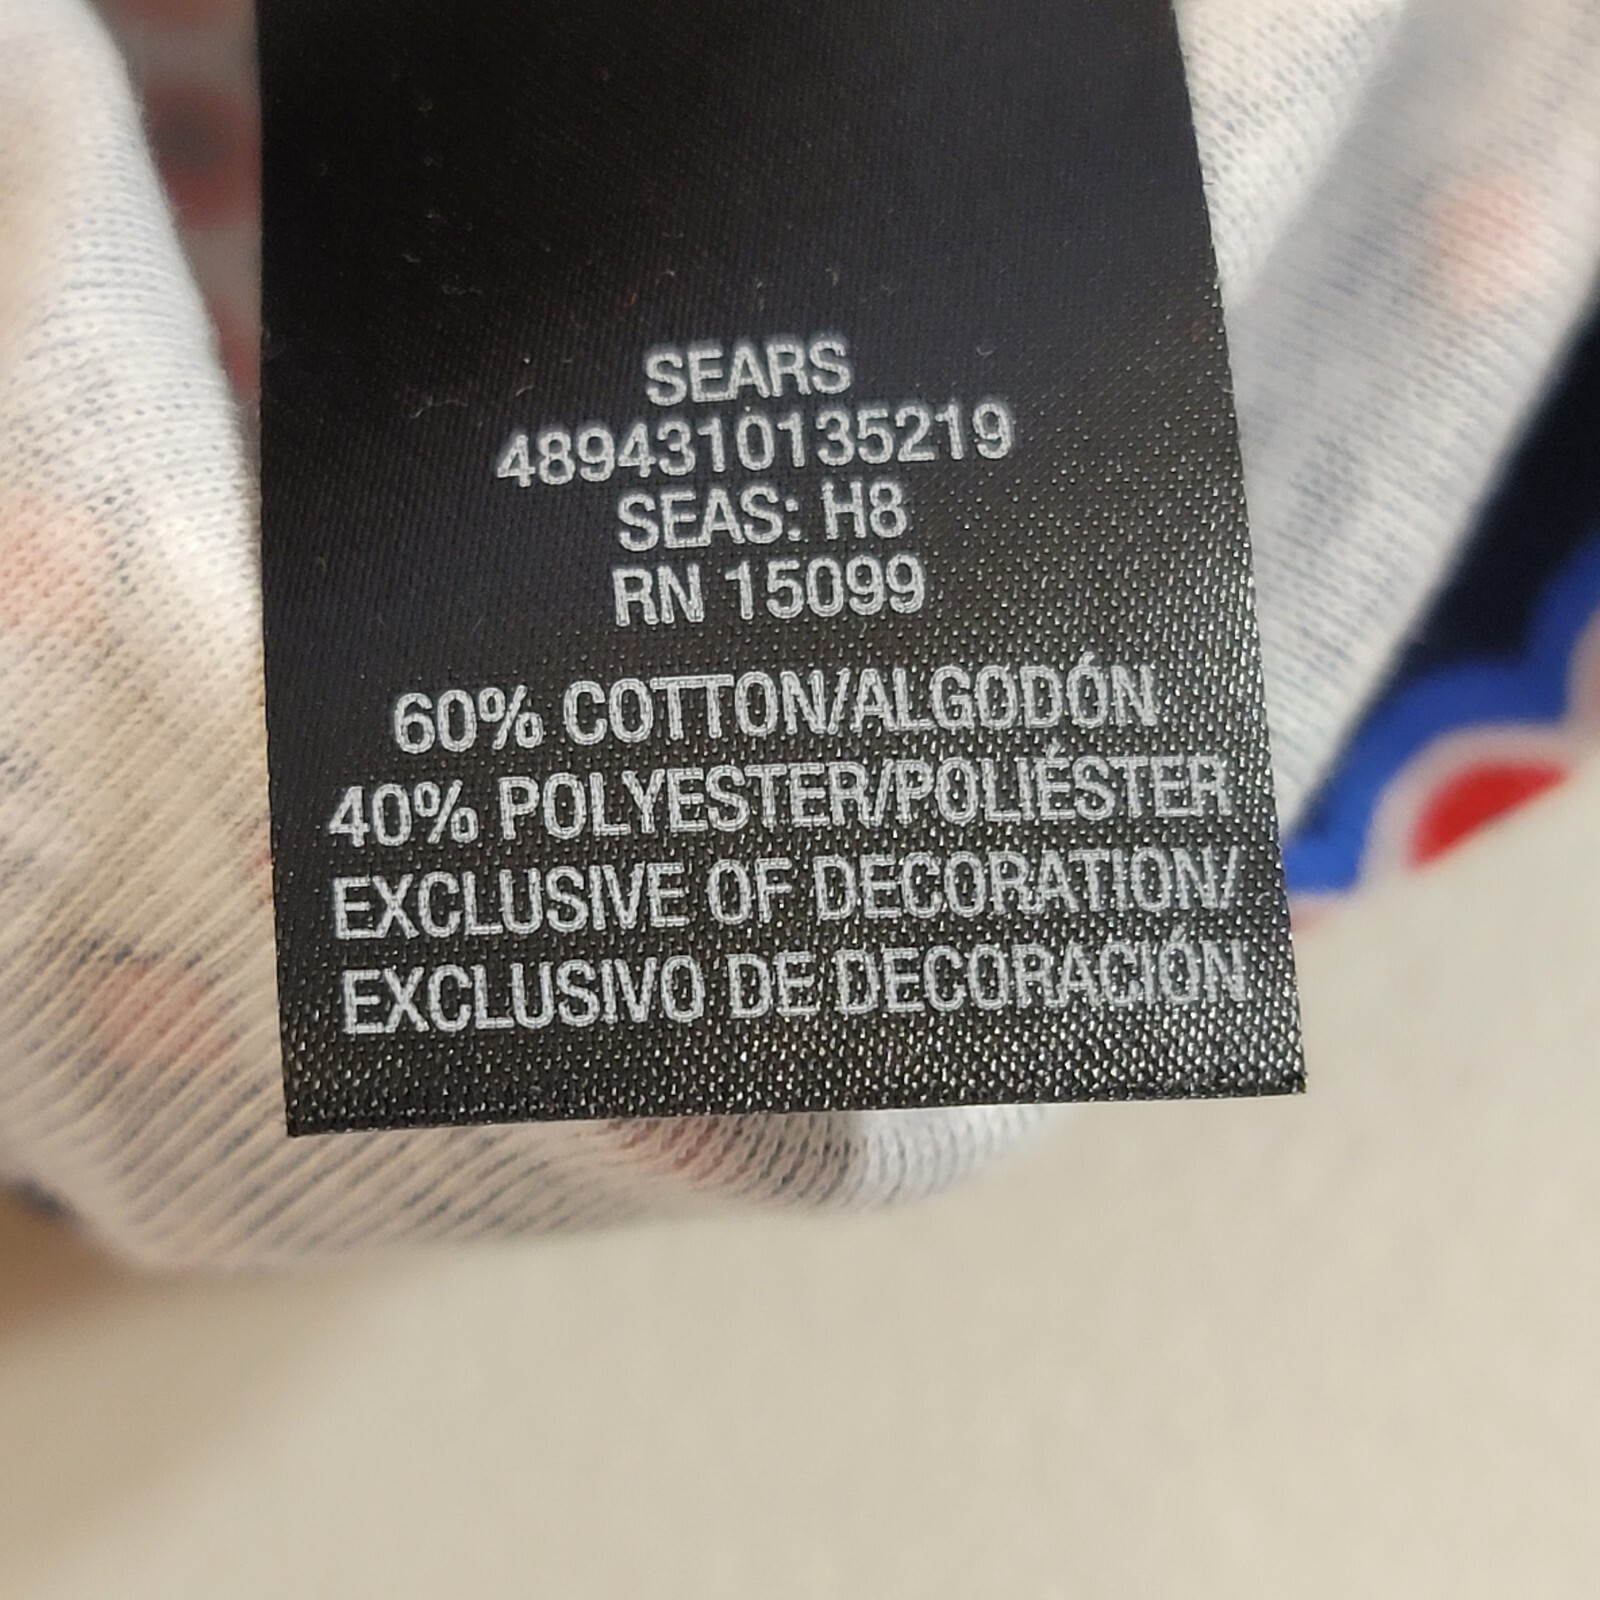 SEARS
4894310135219
SEAS: H8
RN 15099
60% COTTON/ALGODÓN
40% POLYESTER/POLIÉSTER
EXCLUSIVE OF DECORATION/
EXCLUSIVO DE DECORACIÓN